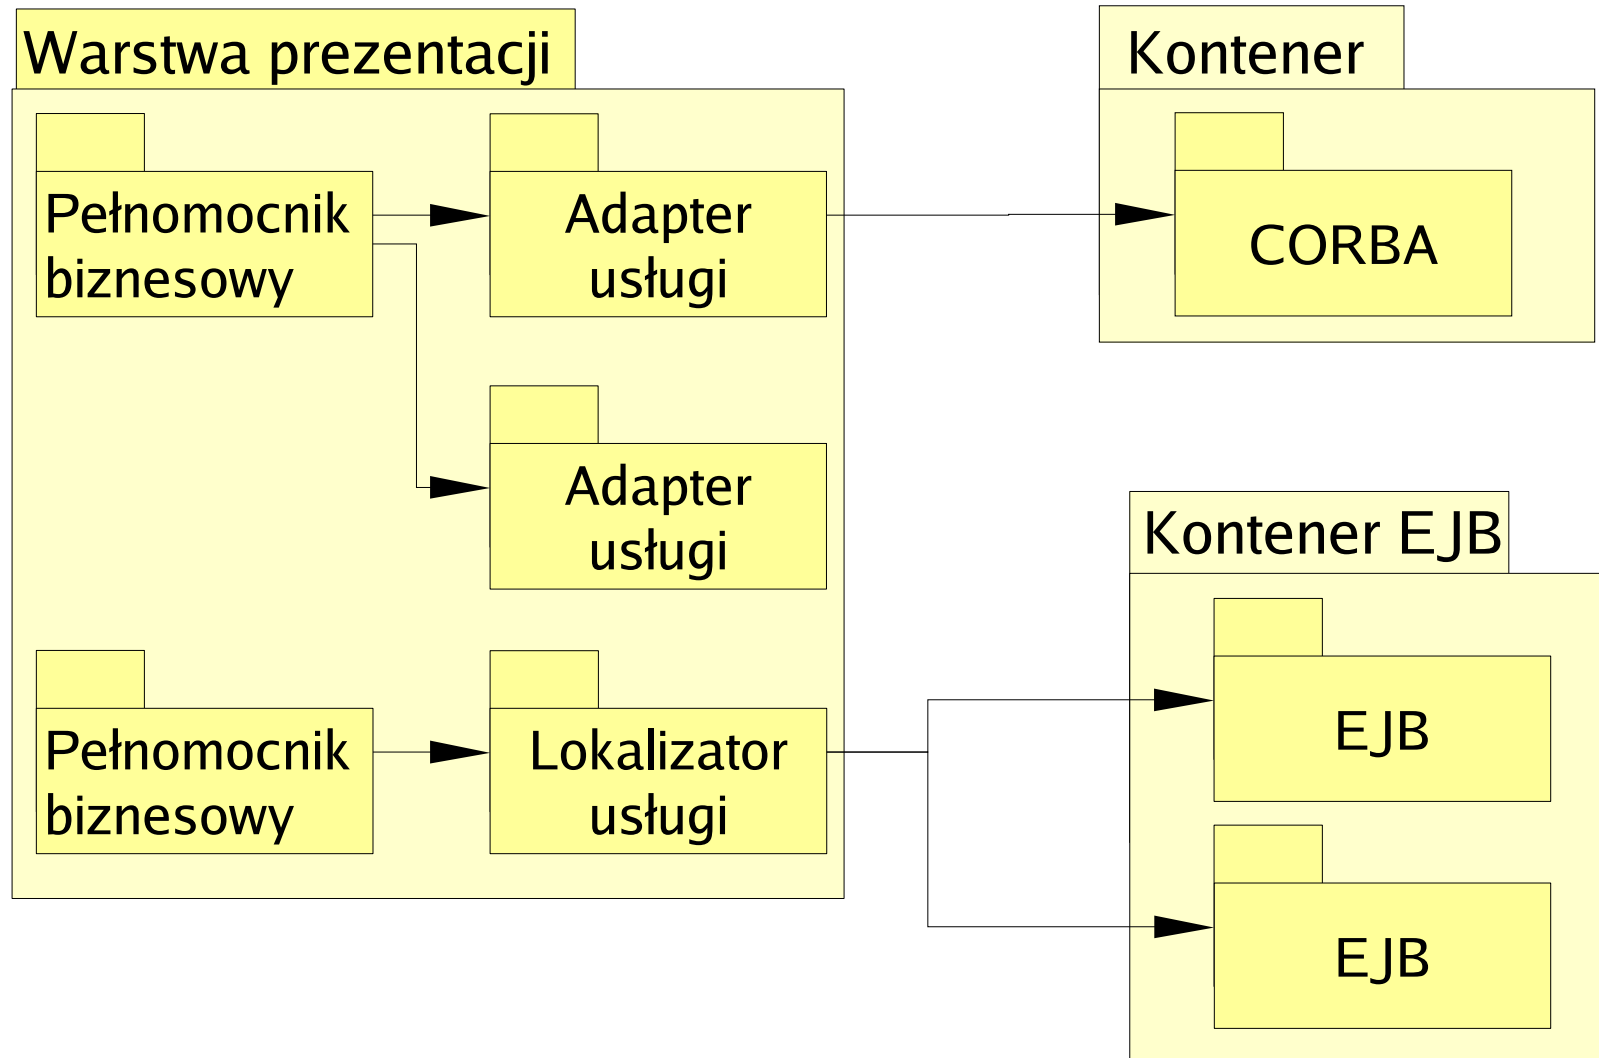 Warstwa prezentacji
Kontener
Pełnomocnik
biznesowy
Adapter
usługi
CORBA
Adapter
usługi
Kontener EJB
Pełnomocnik
biznesowy
Lokalizator
usługi
EJB
EJB